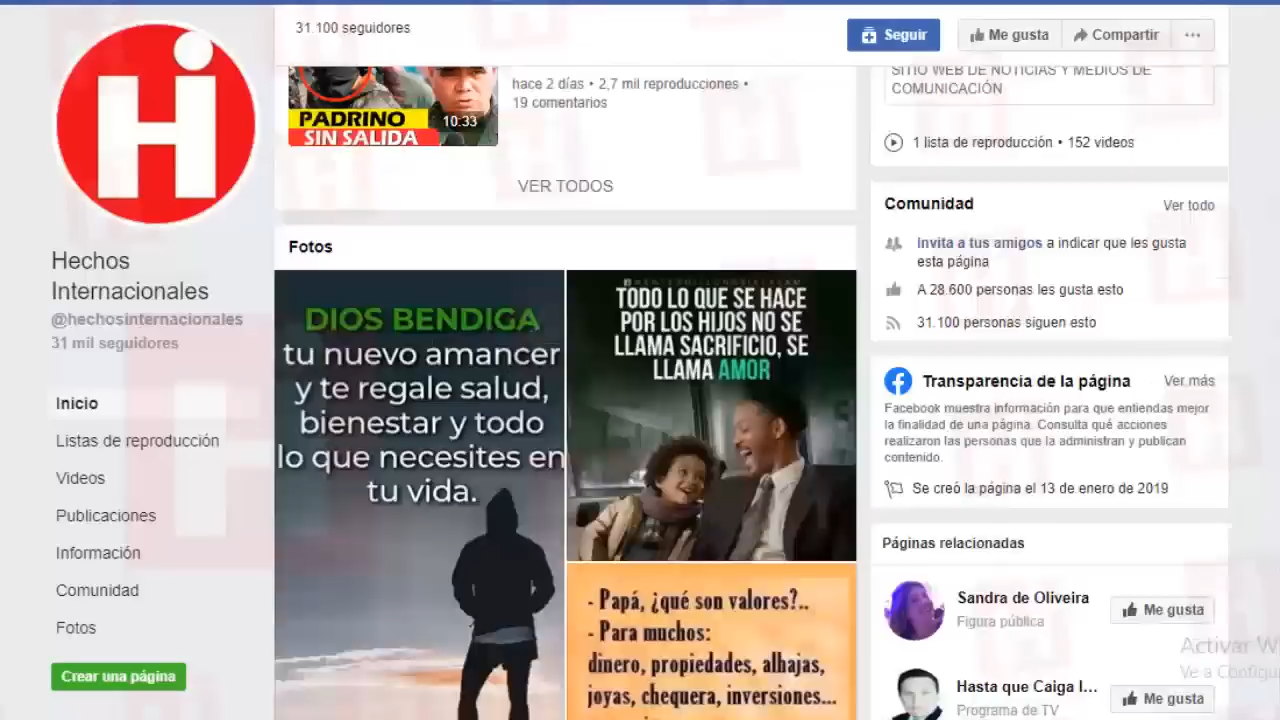 31.100 seguidores
Seguir
Me gusta
Compartir
hace 2 días • 2,7 mil reproducciones •
19 comentarios
PADRINO
SIN SALIDA
10:33
VER TODOS
SITIO WEB DE NOTICIAS Y MEDIOS DE
COMUNICACIÓN
1 lista de reproducción • 152 videos
Hi
Hechos
Internacionales
@hechosinternacionales
31 mil seguidores
Inicio
Listas de reproducción
Videos
Publicaciones
Información
Comunidad
Fotos
Crear una página
Fotos
DIOS BENDIGA
tu nuevo amancer
y te regale salud,
bienestar y todo
lo que necesites en
tu vida.
TODO LO QUE SE HACE
POR LOS HIJOS NO SE
LLAMA SACRIFICIO, SE
LLAMA AMOR
- Papá, ¿qué son valores?..
- Para muchos:
dinero, propiedades, alhajas,
joyas, chequera, inversiones...
Comunidad
Ver todo
Invita a tus amigos a indicar que les gusta
esta página
A 28.600 personas les gusta esto
31.100 personas siguen esto
Transparencia de la página
Ver más
Facebook muestra información para que entiendas mejor
la finalidad de una página. Consulta qué acciones
realizaron las personas que la administran y publican
contenido.
Se creó la página el 13 de enero de 2019
Páginas relacionadas
Sandra de Oliveira
Figura pública
Me gusta
Hasta que Caiga l...
Programa de TV
Me gusta
Activar W
Ve a Configu